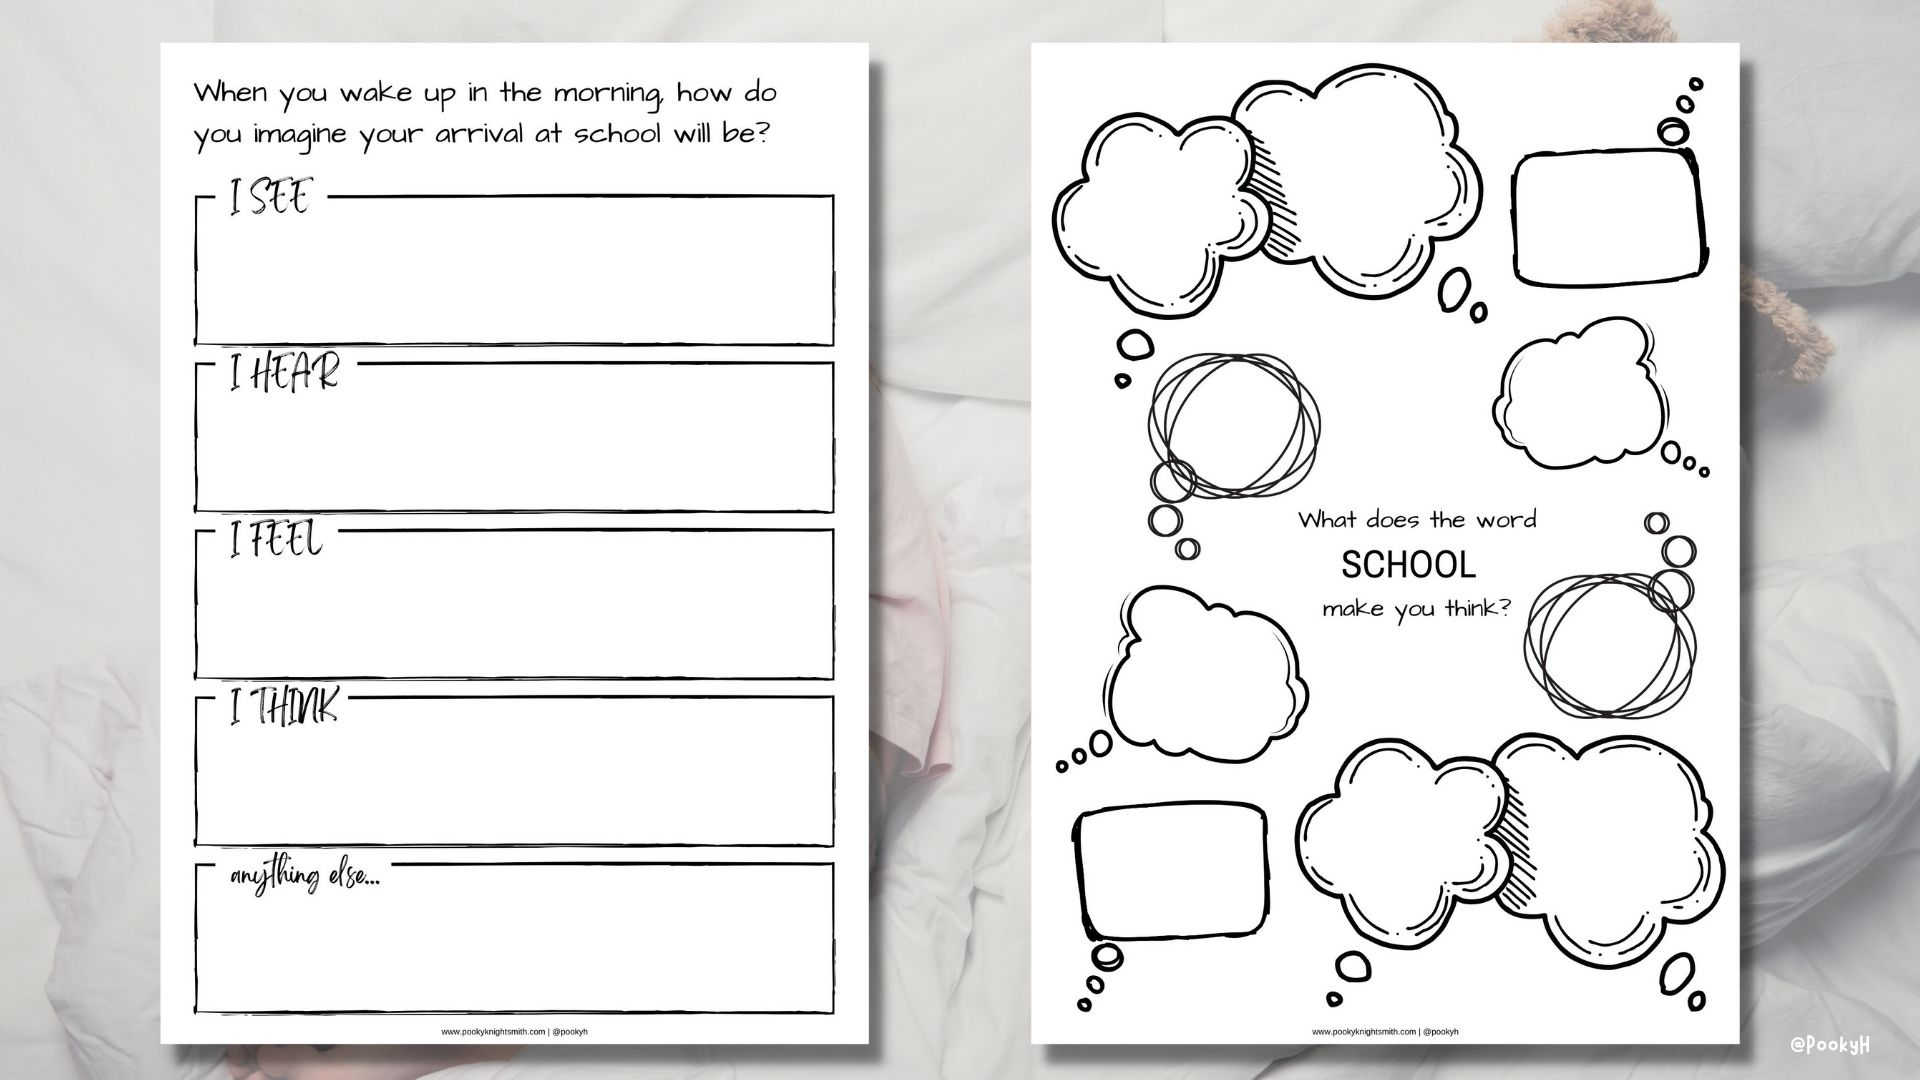 When you wake up in the morning, how do
you imagine your arrival at school will be?
I SEE
I HEAR
I FEEL
I THINK
anything else...
www.pookyknightsmith.com | @pookyh
What does the word
SCHOOL
make you think?
www.pookyknightsmith.com | @pookyh
@PookyH